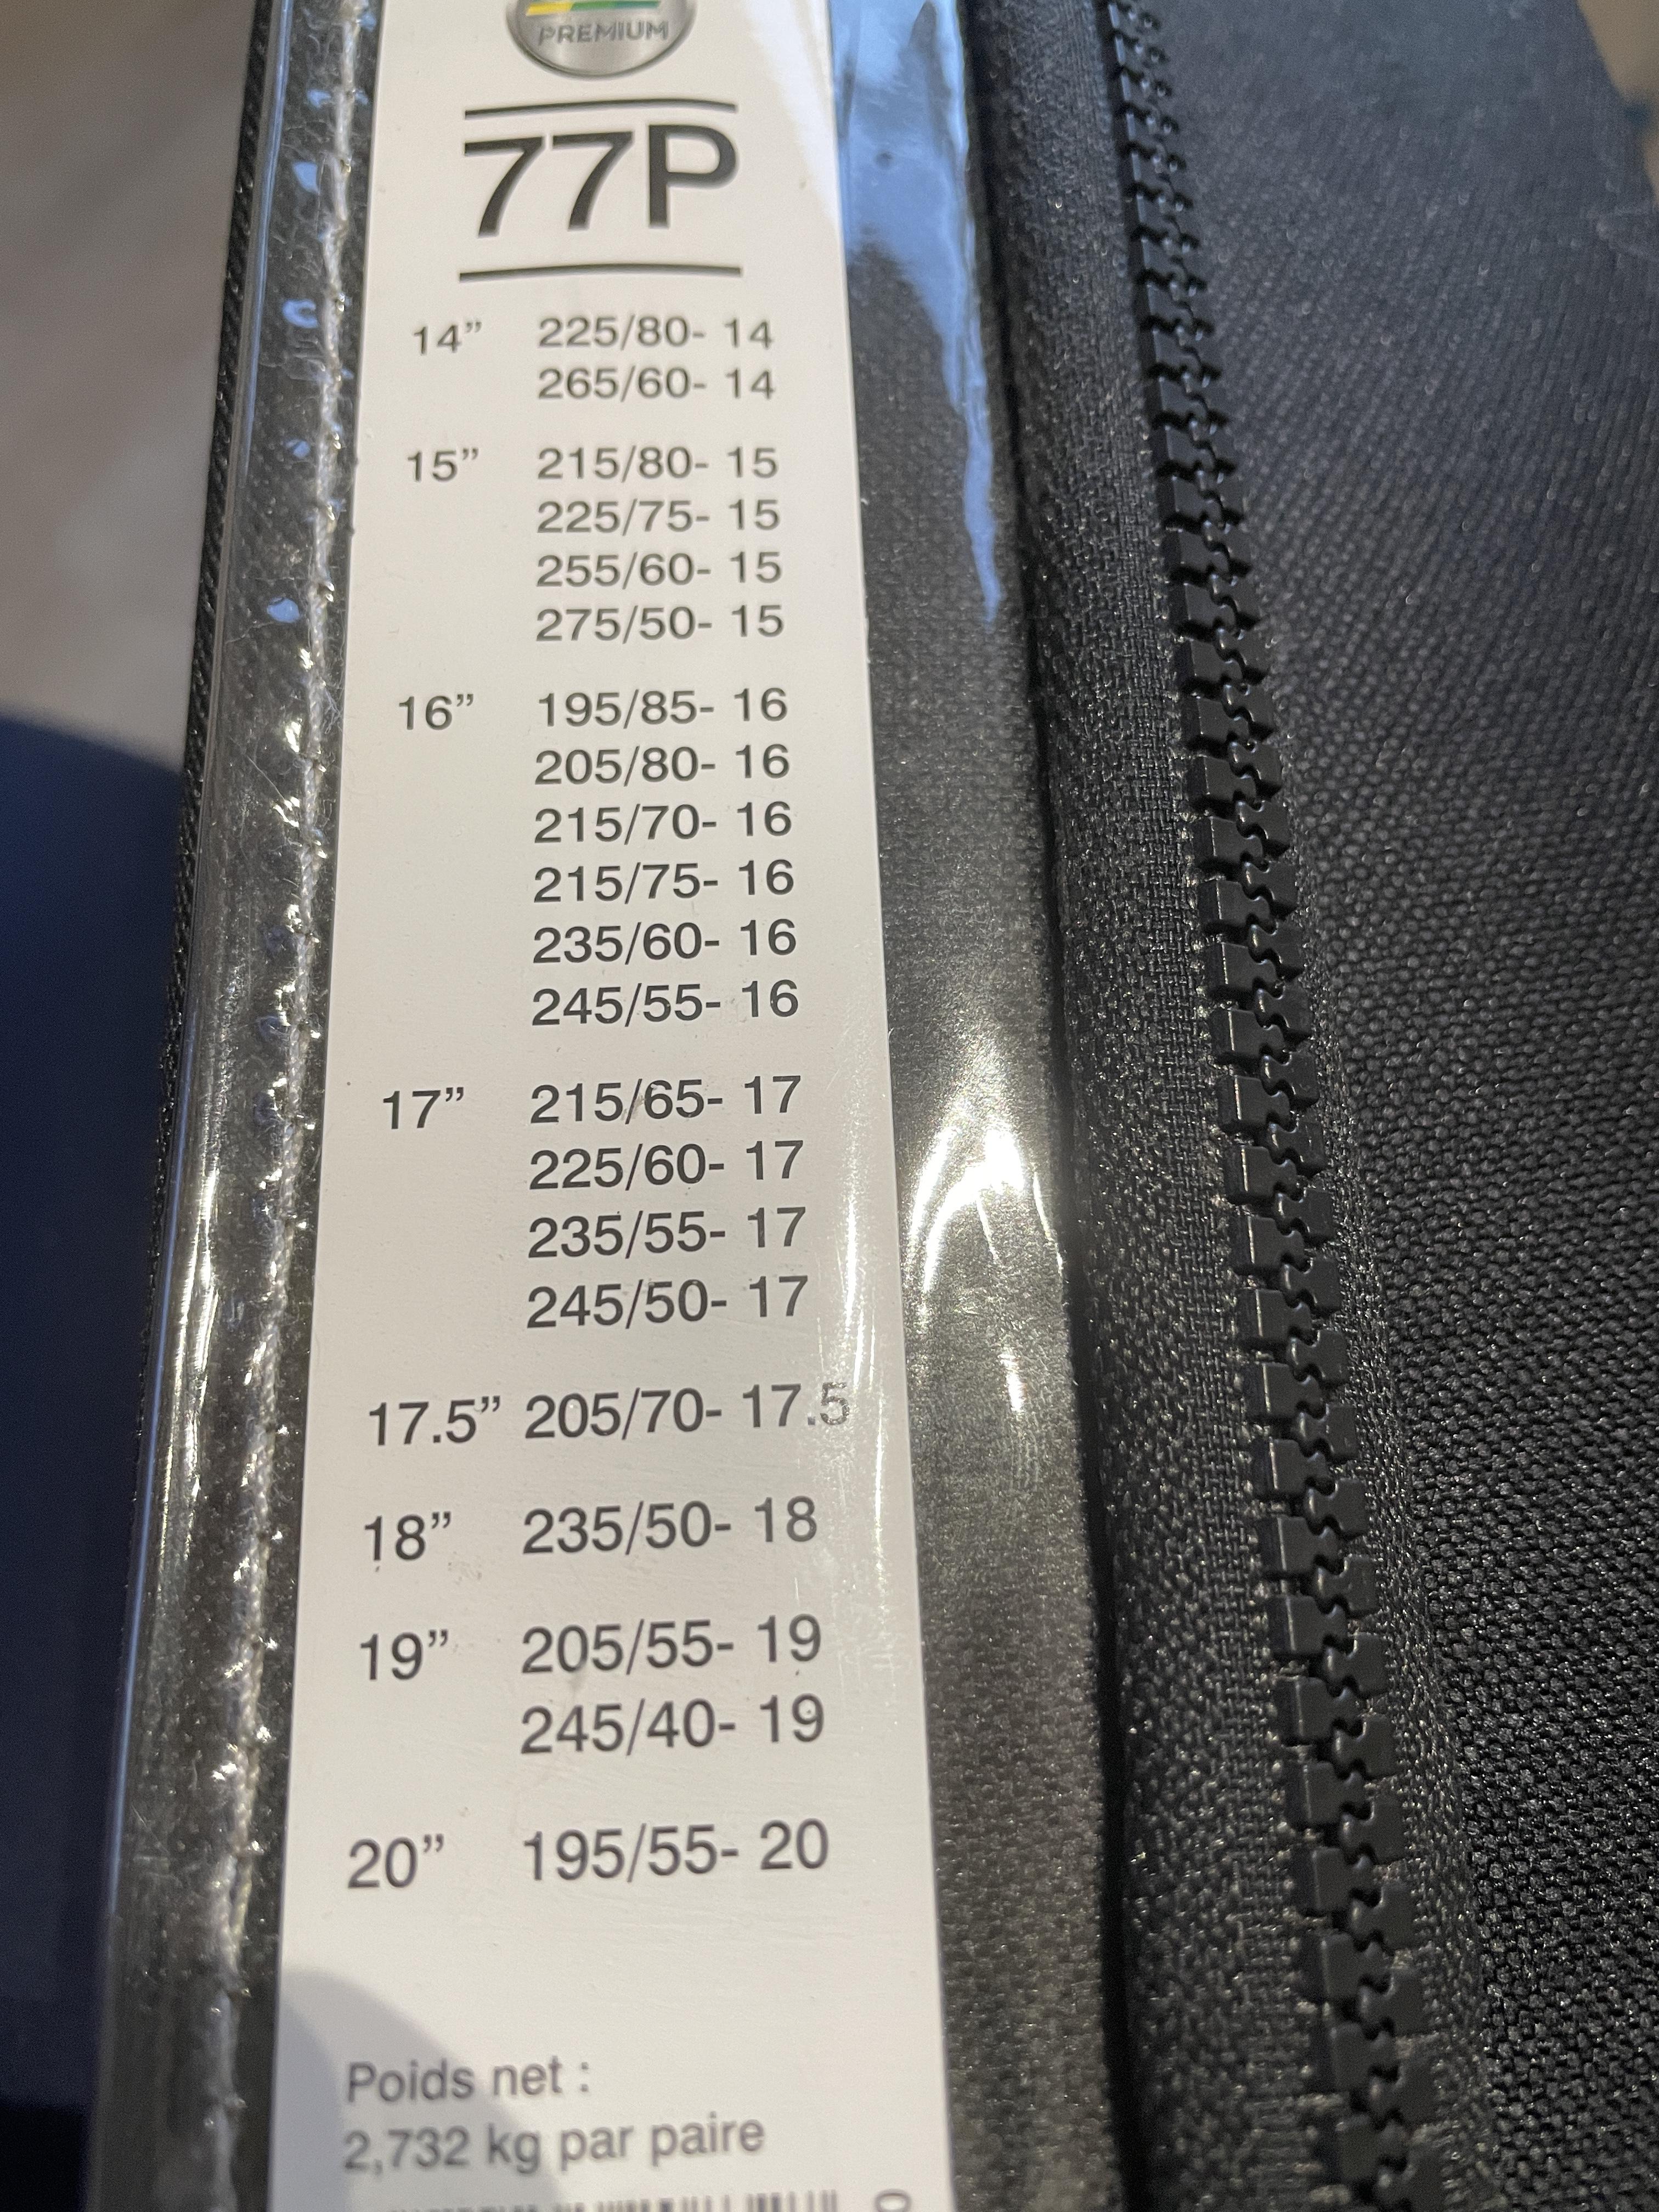 PREMIUM
77P
14” 225/80- 14
265/60- 14
15” 215/80- 15
225/75- 15
255/60- 15
275/50- 15
16” 195/85- 16
205/80- 16
215/70- 16
215/75- 16
235/60- 16
245/55- 16
17” 215/65- 17
225/60- 17
235/55- 17
245/50- 17
17.5” 205/70- 17.5
18” 235/50- 18
19” 205/55- 19
245/40- 19
20” 195/55- 20
Poids net :
2,732 kg par paire